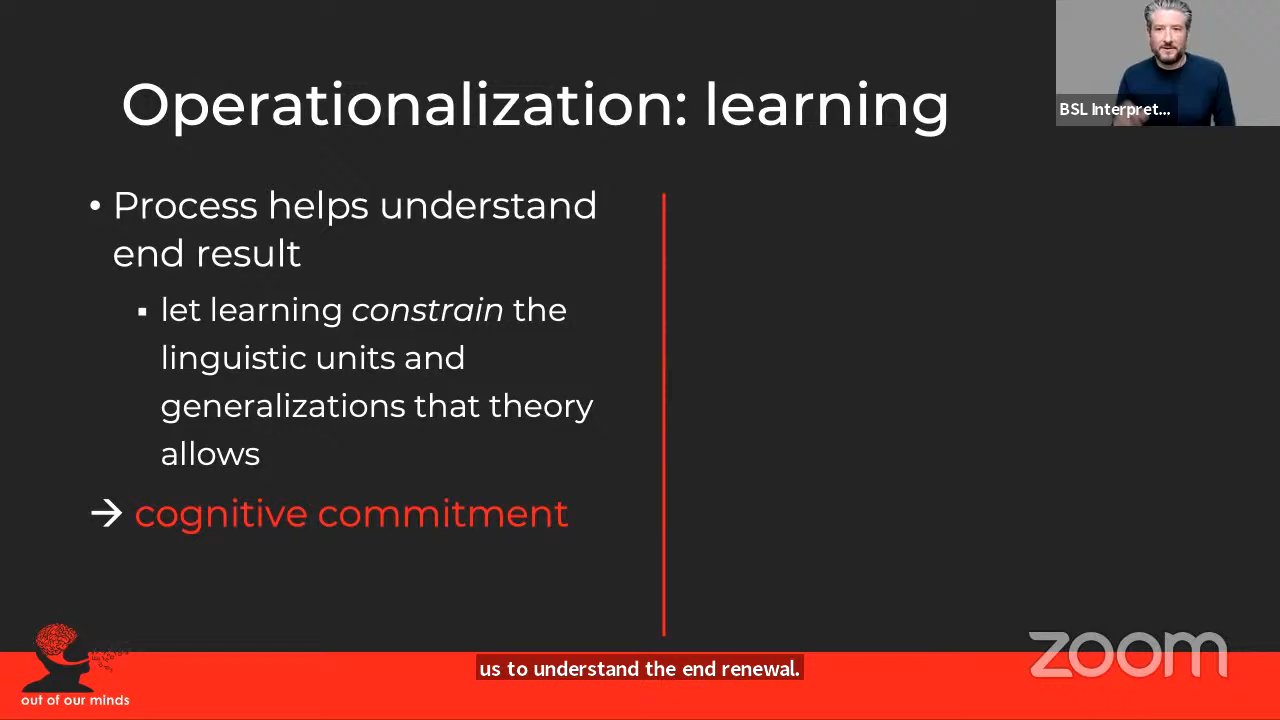 Operationalization: learning
BSL Interpret...
• Process helps understand
end result
▪ let learning constrain the
linguistic units and
generalizations that theory
allows
→ cognitive commitment
us to understand the end renewal.
out of our minds
zoom